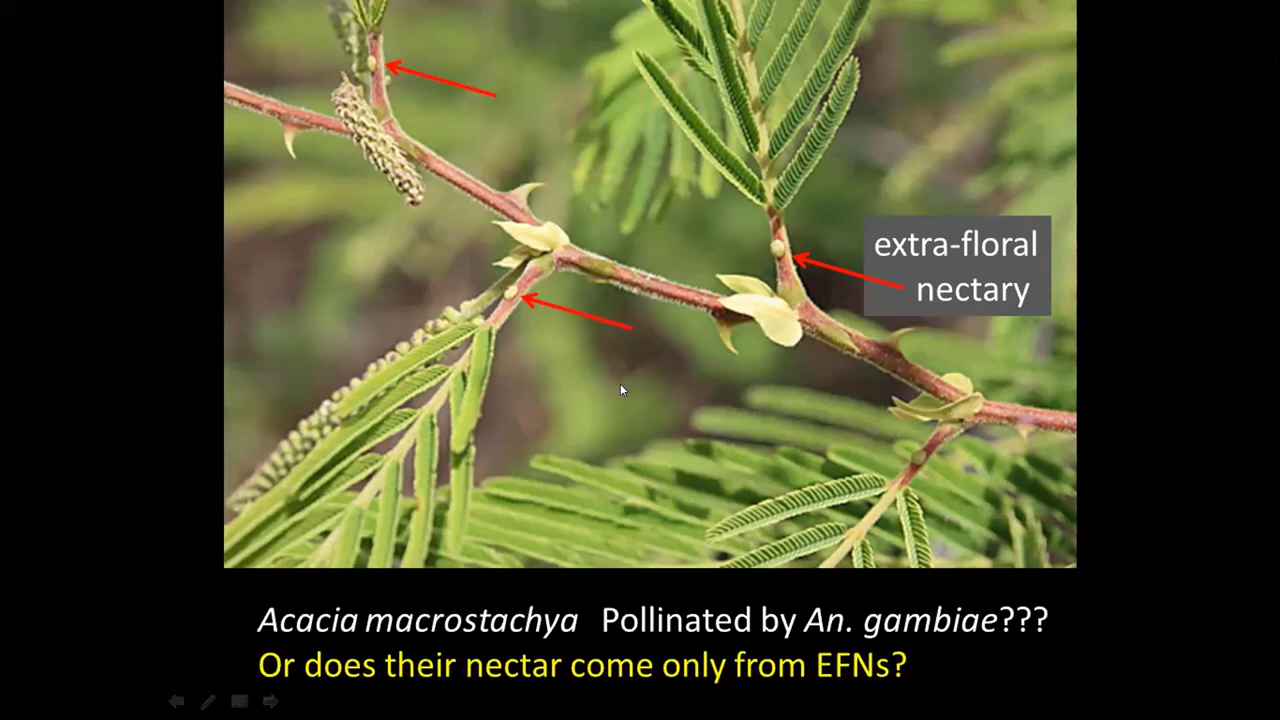 extra-floral
nectary
Acacia macrostachya Pollinated by An. gambiae???
Or does their nectar come only from EFNs?